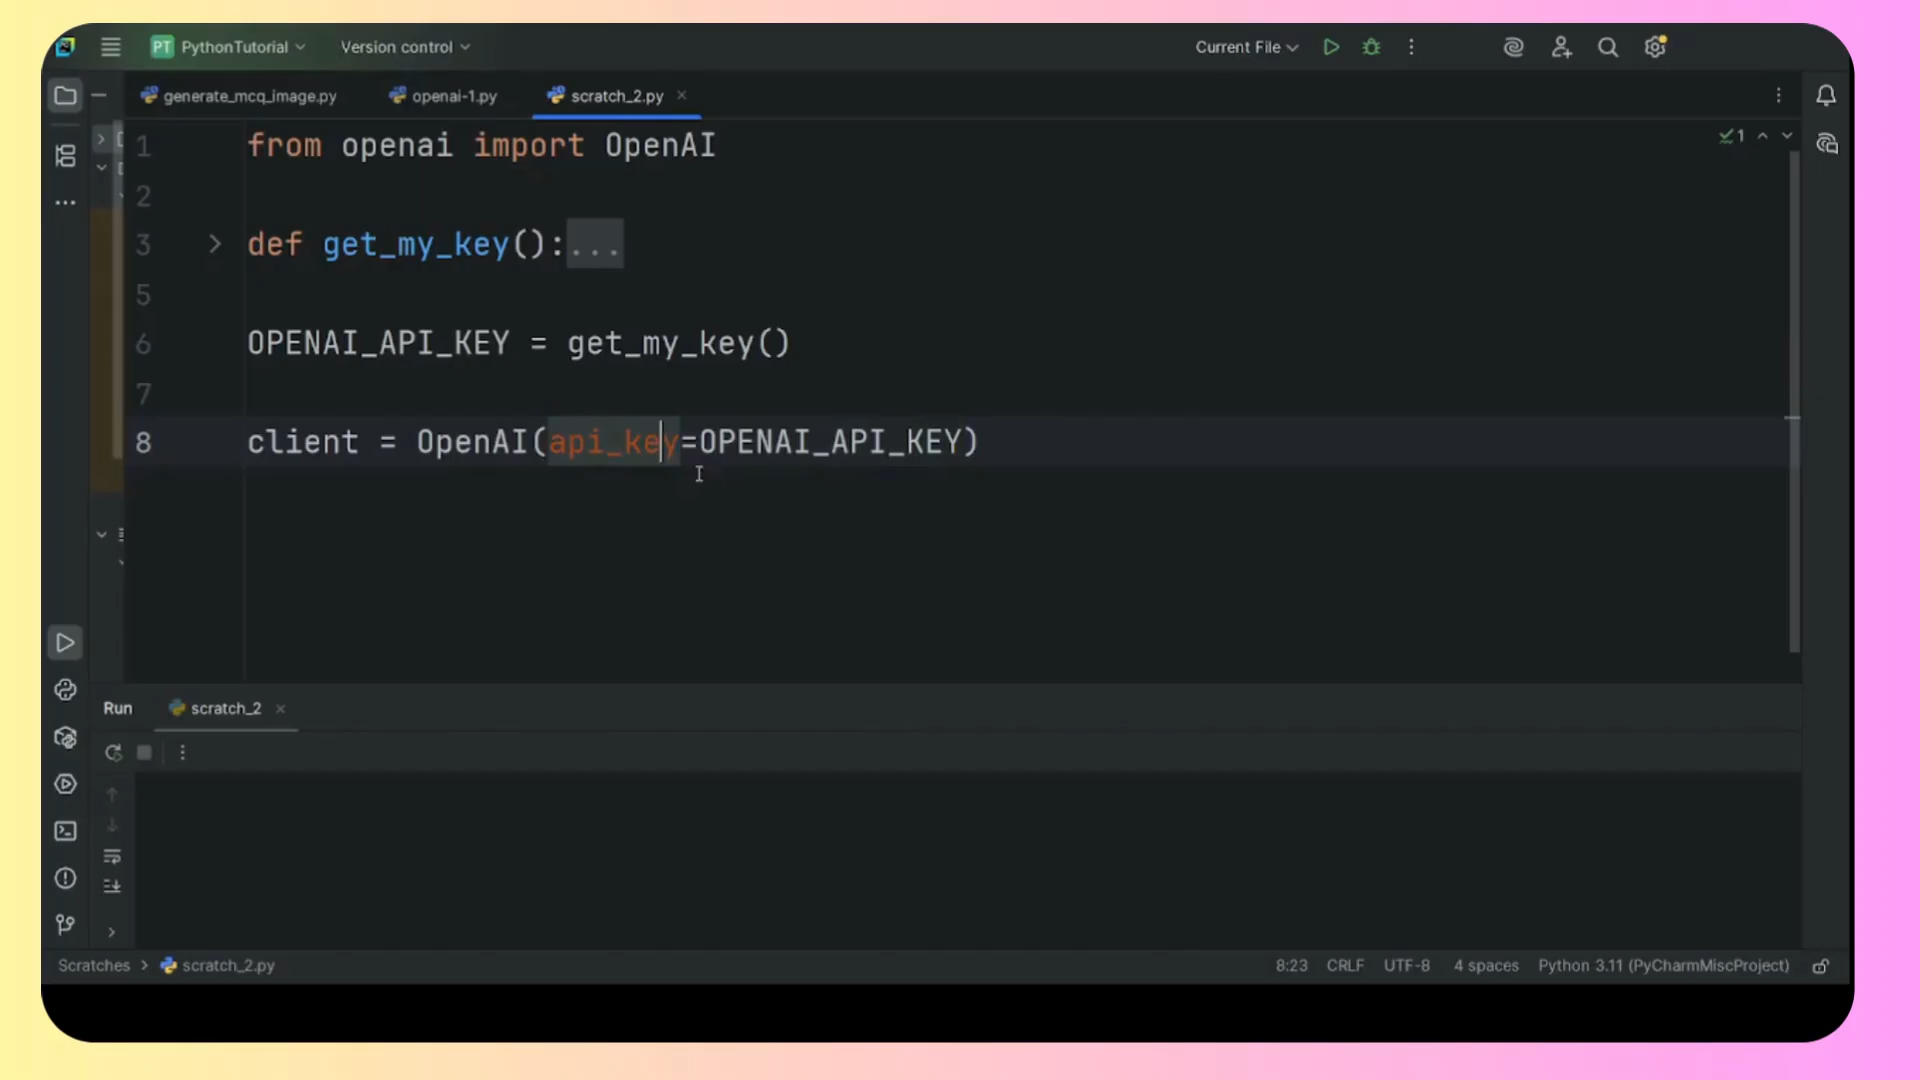 PT PythonTutorial Version control Current File
generate_mcq_image.py openai-1.py scratch_2.py
1 from openai import OpenAI 1
2
3 def get_my_key():...
5
6 OPENAI_API_KEY = get_my_key()
7
8 client = OpenAI(api_key=OPENAI_API_KEY)
Run scratch_2
Scratches > scratch_2.py 8:23 CRLF UTF-8 4 spaces Python 3.11 (PyCharmMiscProject)